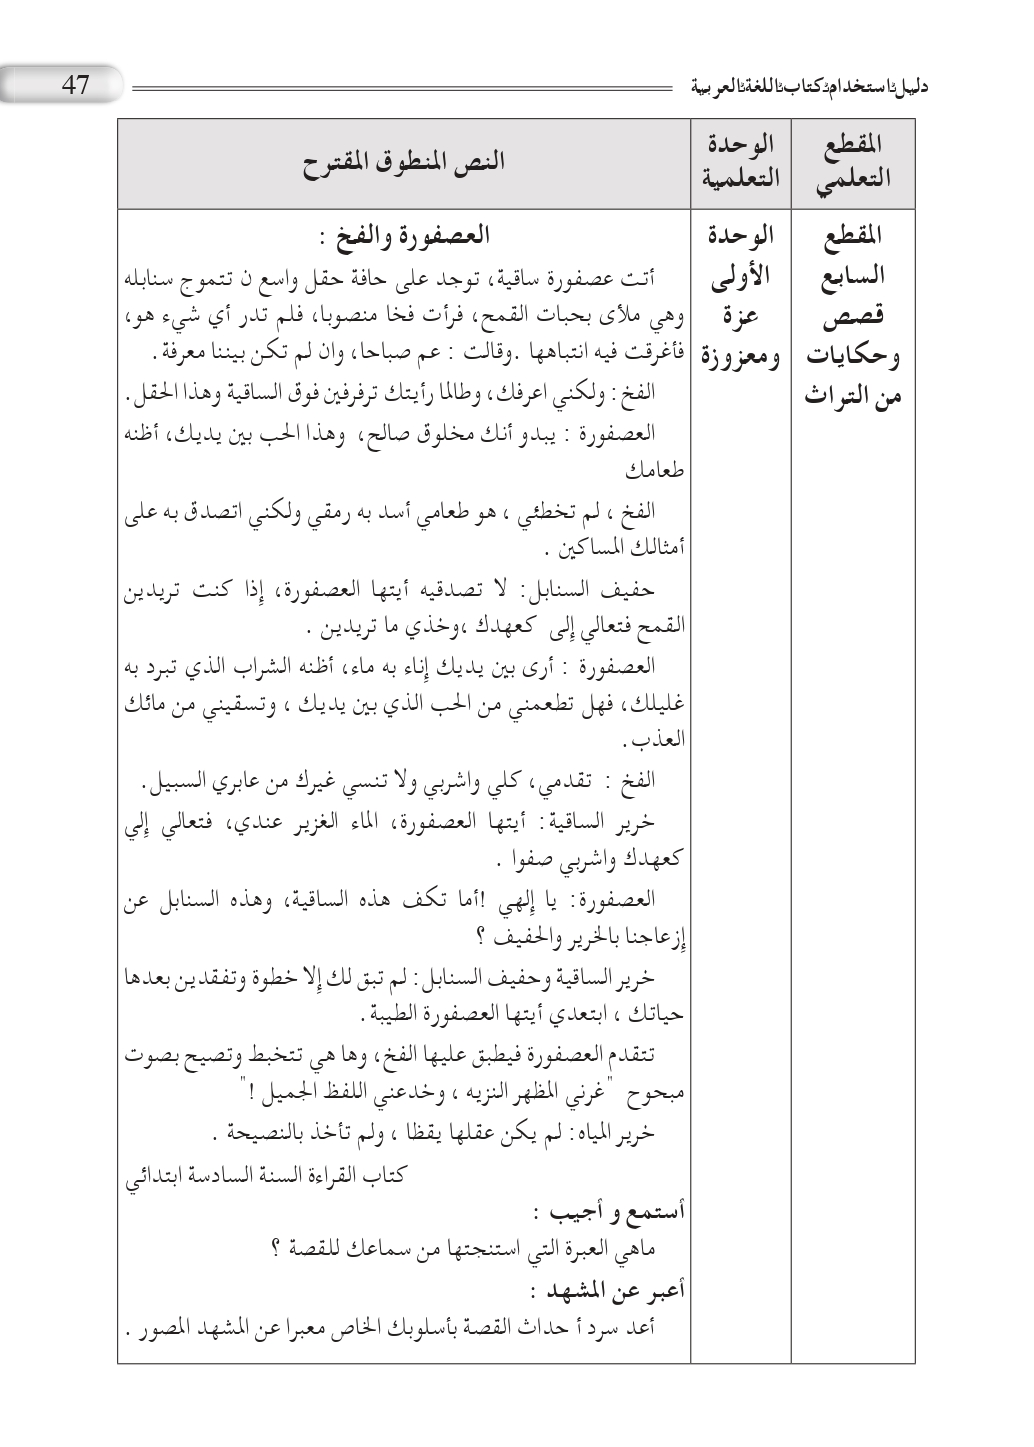 دليل استخدام كتاب اللغة العربية
47
المقطع التعلمي
الوحدة التعلمية
النص المنطوق المقترح
المقطع
السابع
قصص
وحكايات
من التراث
الوحدة
الأولى
عزة
ومعزوزة
العصفورة والفخ :
أتت عصفورة ساقية، توجد على حافة حقل واسع ن تتموج سنابله
وهي ملأى بحبات القمح، فرأت فخا منصوبا، فلم تدر أي شيء هو،
فأغرقت فيه انتباهها .وقالت : عم صباحا، وان لم تكن بيننا معرفة.
الفخ : ولكني اعرفك، وطالما رأيتك ترفرفين فوق الساقية وهذا الحقل.
العصفورة : يبدو أنك مخلوق صالح، وهذا الحب بين يديك، أظنه
طعامك
الفخ ، لم تخطئي ، هو طعامي أسد به رمقي ولكني اتصدق به على
أمثالك المساكين .
حفيف السنابل: لا تصدقيه أيتها العصفورة، إذا كنت تريدين
القمح فتعالي إلى كعهدك ،وخذي ما تريدين .
العصفورة : أرى بين يديك إناء به ماء، أظنه الشراب الذي تبرد به
غليلك، فهل تطعمني من الحب الذي بين يديك ، وتسقيني من مائك
العذب.
الفخ : تقدمي، كلي واشربي ولا تنسي غيرك من عابري السبيل.
خرير الساقية: أيتها العصفورة، الماء الغزير عندي، فتعالي إلي
كعهدك واشربي صفوا .
العصفورة: يا إلهي !أما تكف هذه الساقية، وهذه السنابل عن
إزعاجنا بالخرير والحفيف ؟
خرير الساقية وحفيف السنابل: لم تبق لك إلا خطوة وتفقدين بعدها
حياتك ، ابتعدي أيتها العصفورة الطيبة.
تتقدم العصفورة فيطبق عليها الفخ، وها هي تتخبط وتصيح بصوت
مبحوح "غرني المظهر النزيه ، وخدعني اللفظ الجميل !"
خرير المياه: لم يكن عقلها يقظا ، ولم تأخذ بالنصيحة .
كتاب القراءة السنة السادسة ابتدائي
أستمع و أجيب :
ماهي العبرة التي استنجتها من سماعك للقصة ؟
أعبر عن المشهد :
أعد سرد أ حداث القصة بأسلوبك الخاص معبرا عن المشهد المصور .